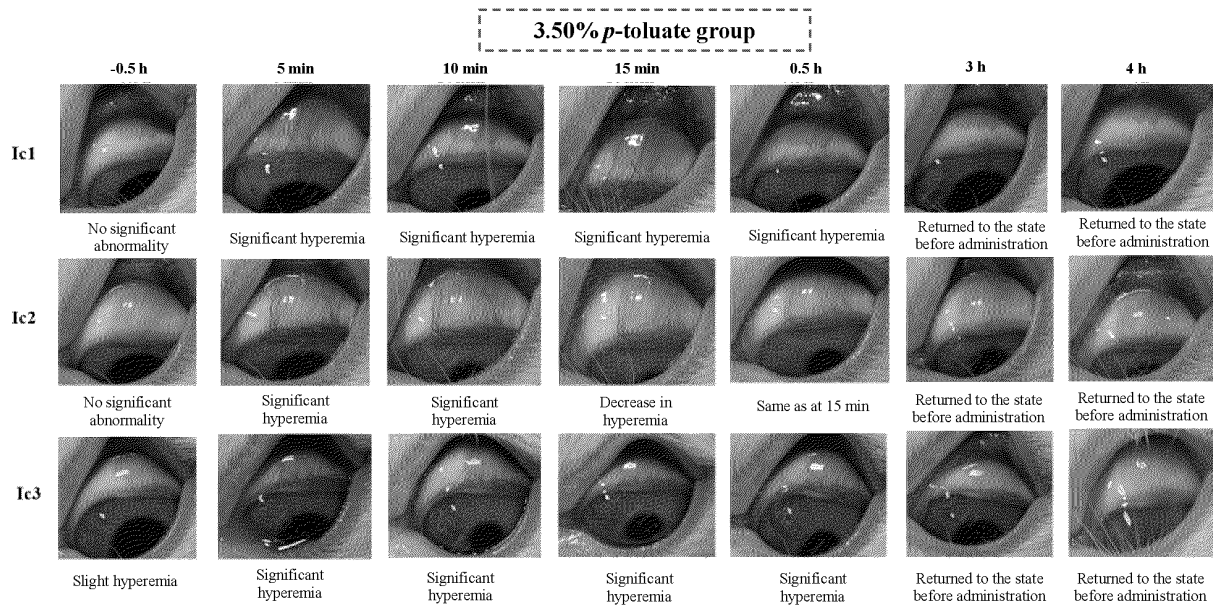 3.50% p-toluate group
-0.5 h 5 min 10 min 15 min 0.5 h 3 h 4 h
Ic1
No significant abnormality
Significant hyperemia
Significant hyperemia
Significant hyperemia
Significant hyperemia
Returned to the state before administration
Returned to the state before administration
Ic2
No significant abnormality
Significant hyperemia
Significant hyperemia
Decrease in hyperemia
Same as at 15 min
Returned to the state before administration
Returned to the state before administration
Ic3
Slight hyperemia
Significant hyperemia
Significant hyperemia
Significant hyperemia
Significant hyperemia
Returned to the state before administration
Returned to the state before administration